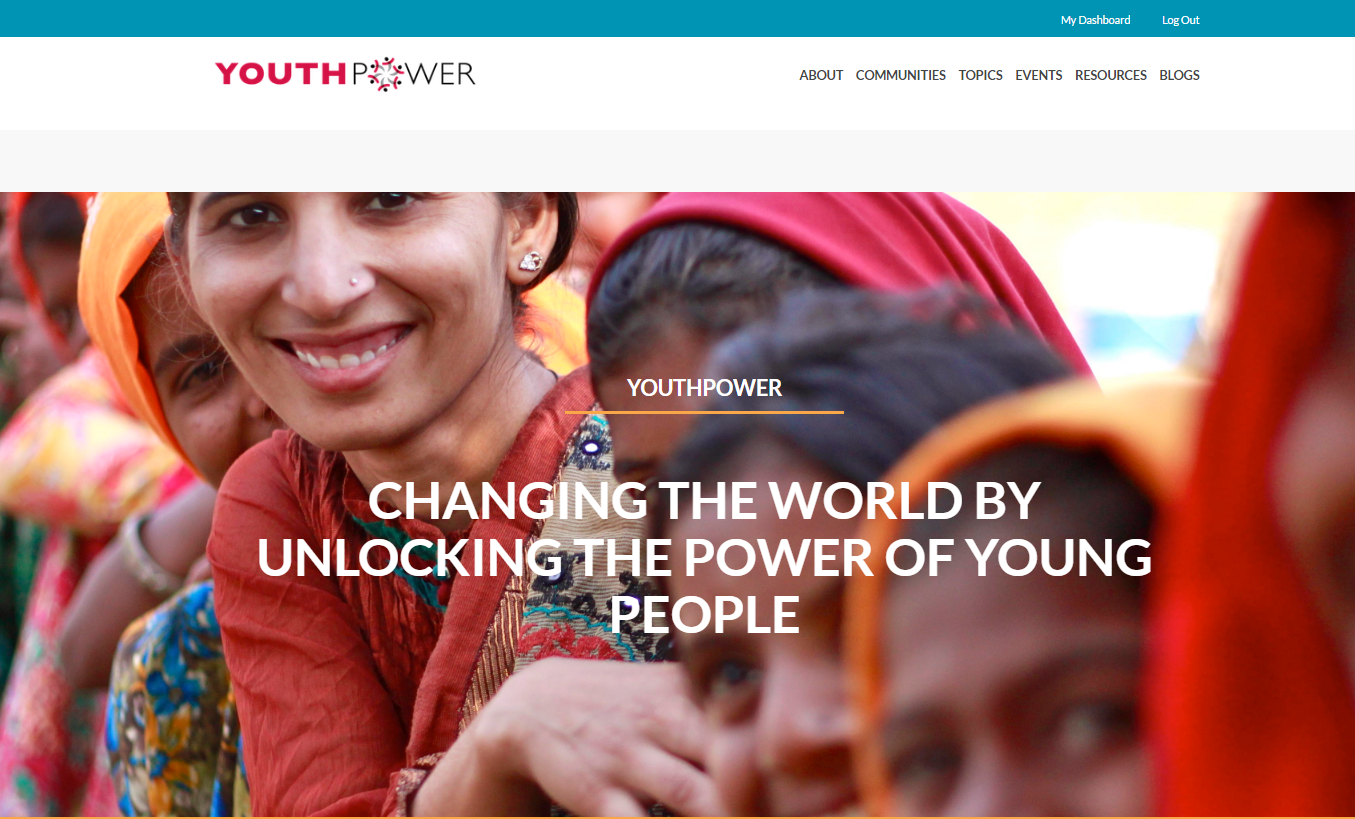 My Dashboard Log Out
YOUTHPOWER
ABOUT COMMUNITIES TOPICS EVENTS RESOURCES BLOGS
YOUTHPOWER
CHANGING THE WORLD BY
UNLOCKING THE POWER OF YOUNG
PEOPLE